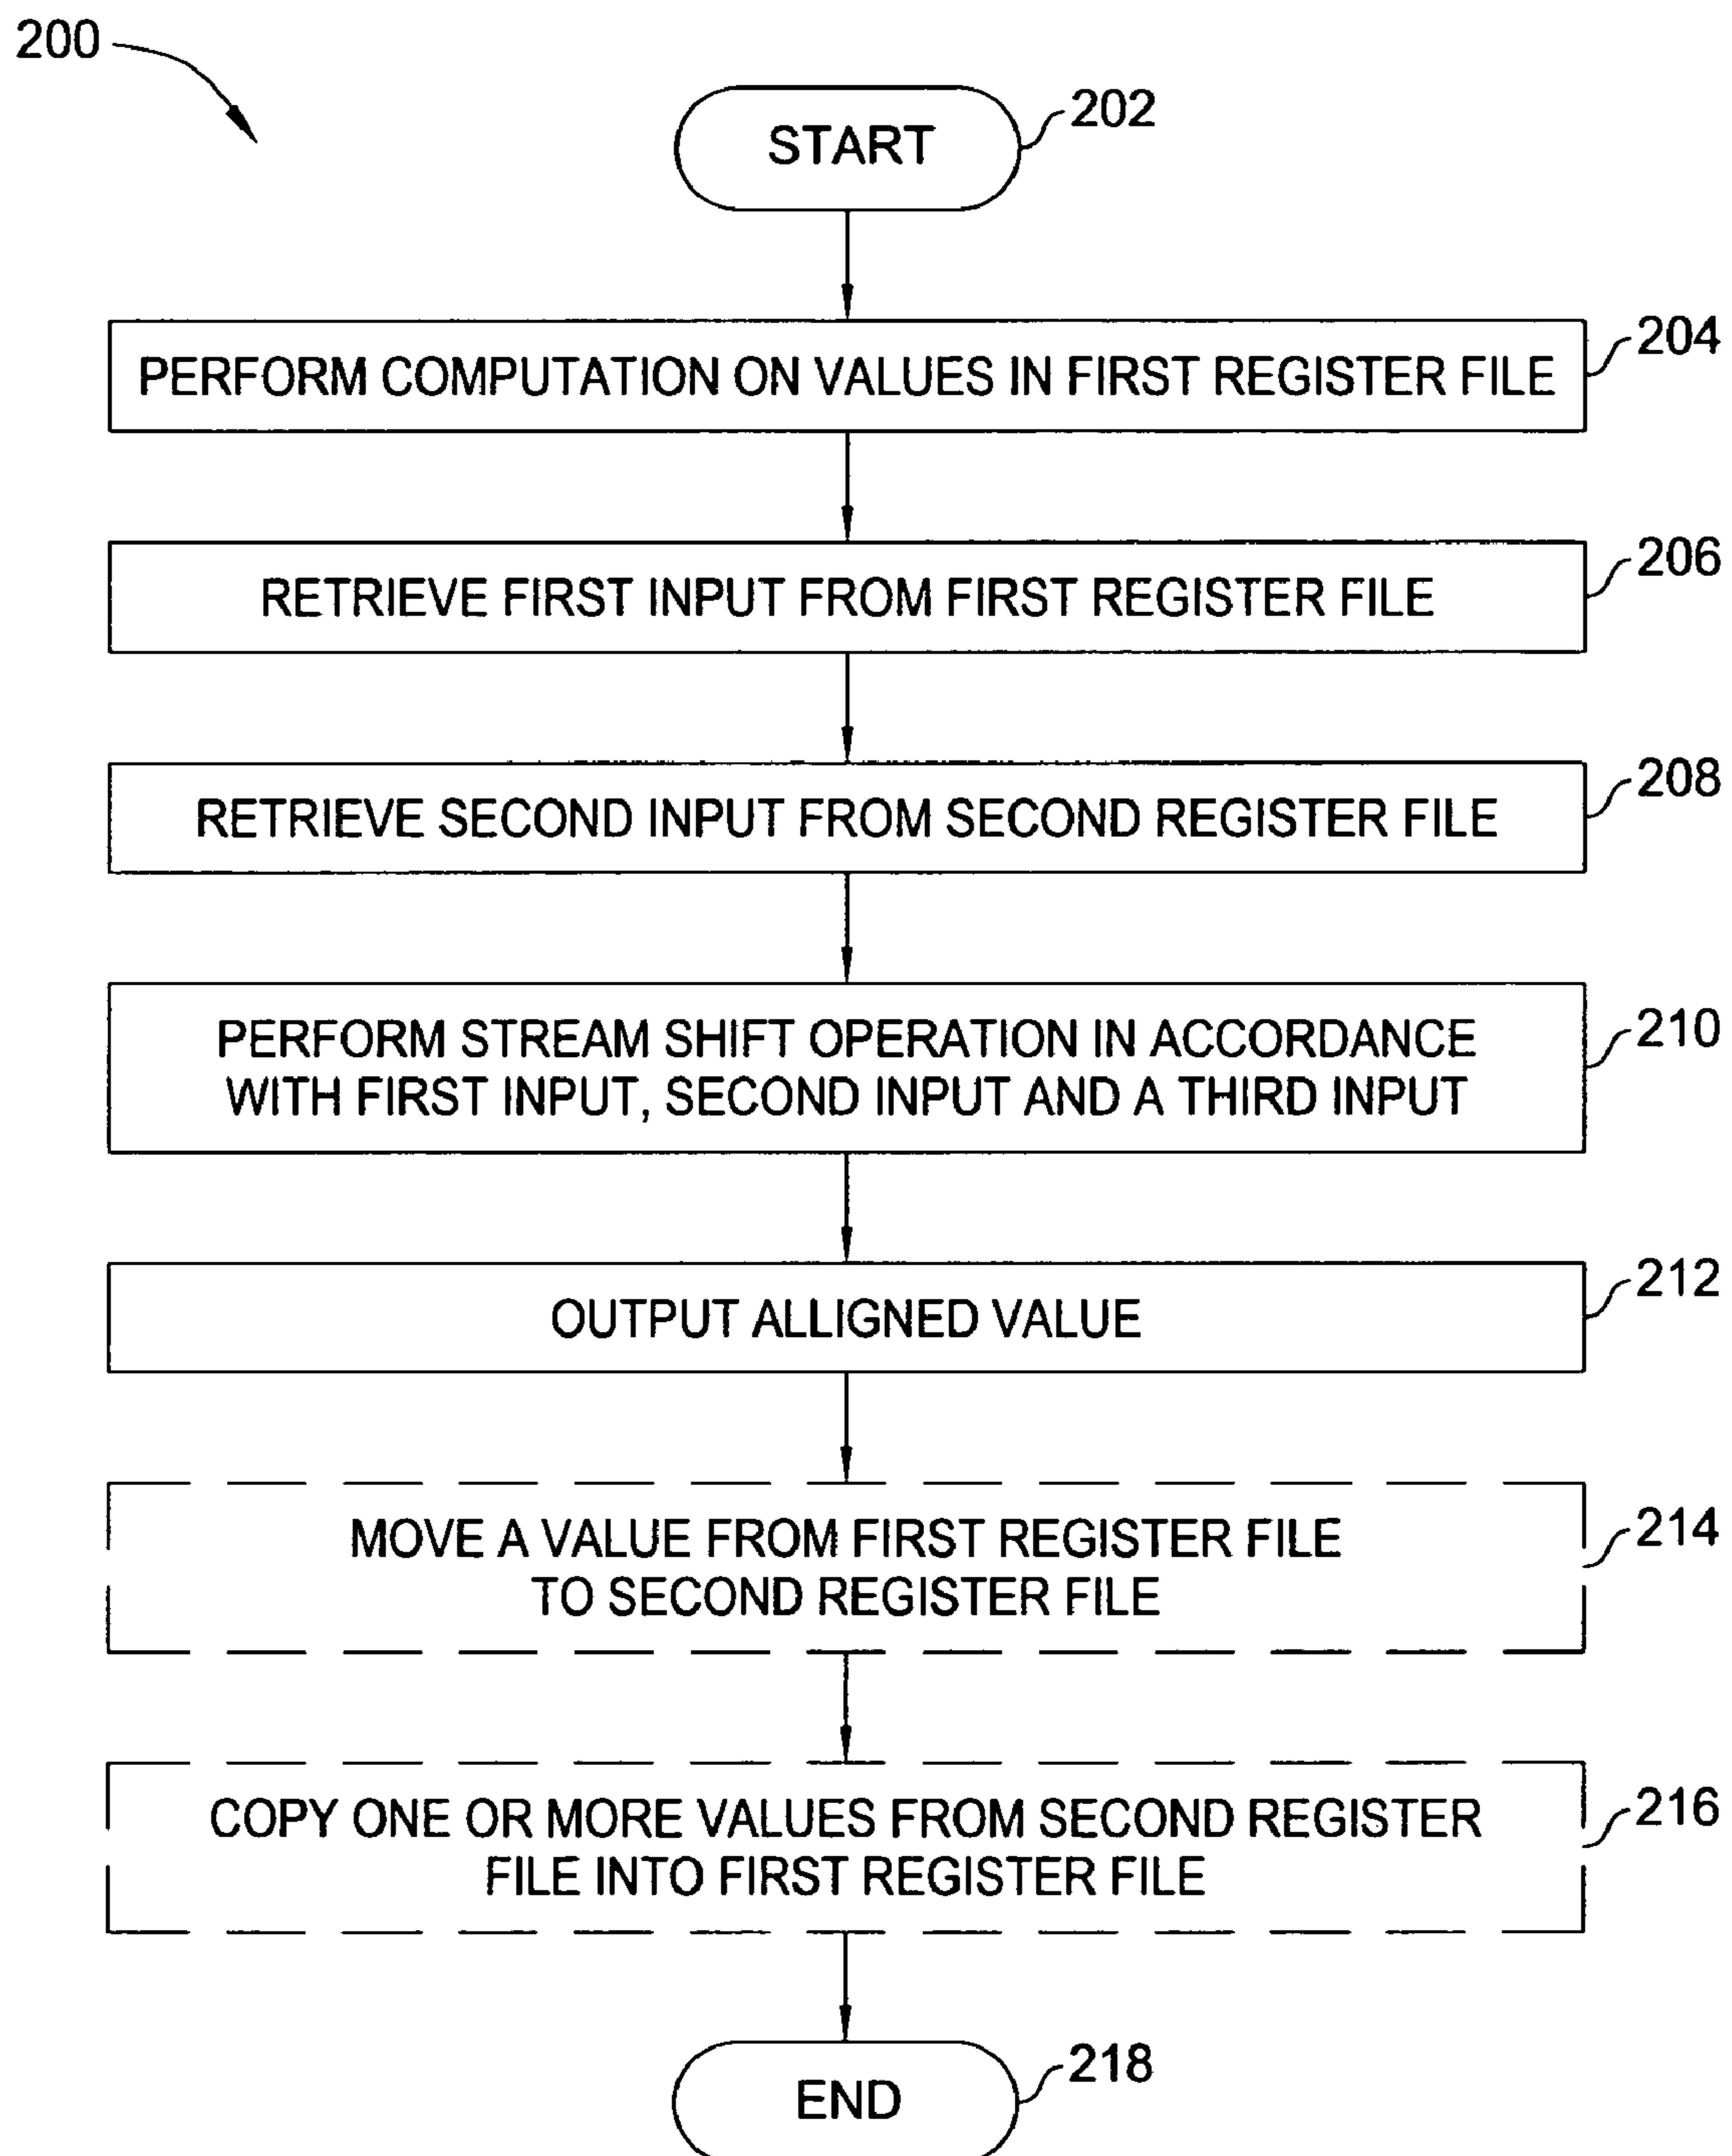 200
START
202
PERFORM COMPUTATION ON VALUES IN FIRST REGISTER FILE
204
RETRIEVE FIRST INPUT FROM FIRST REGISTER FILE
206
RETRIEVE SECOND INPUT FROM SECOND REGISTER FILE
208
PERFORM STREAM SHIFT OPERATION IN ACCORDANCE
WITH FIRST INPUT, SECOND INPUT AND A THIRD INPUT
210
OUTPUT ALLIGNED VALUE
212
MOVE A VALUE FROM FIRST REGISTER FILE
TO SECOND REGISTER FILE
214
COPY ONE OR MORE VALUES FROM SECOND REGISTER
FILE INTO FIRST REGISTER FILE
216
END
218